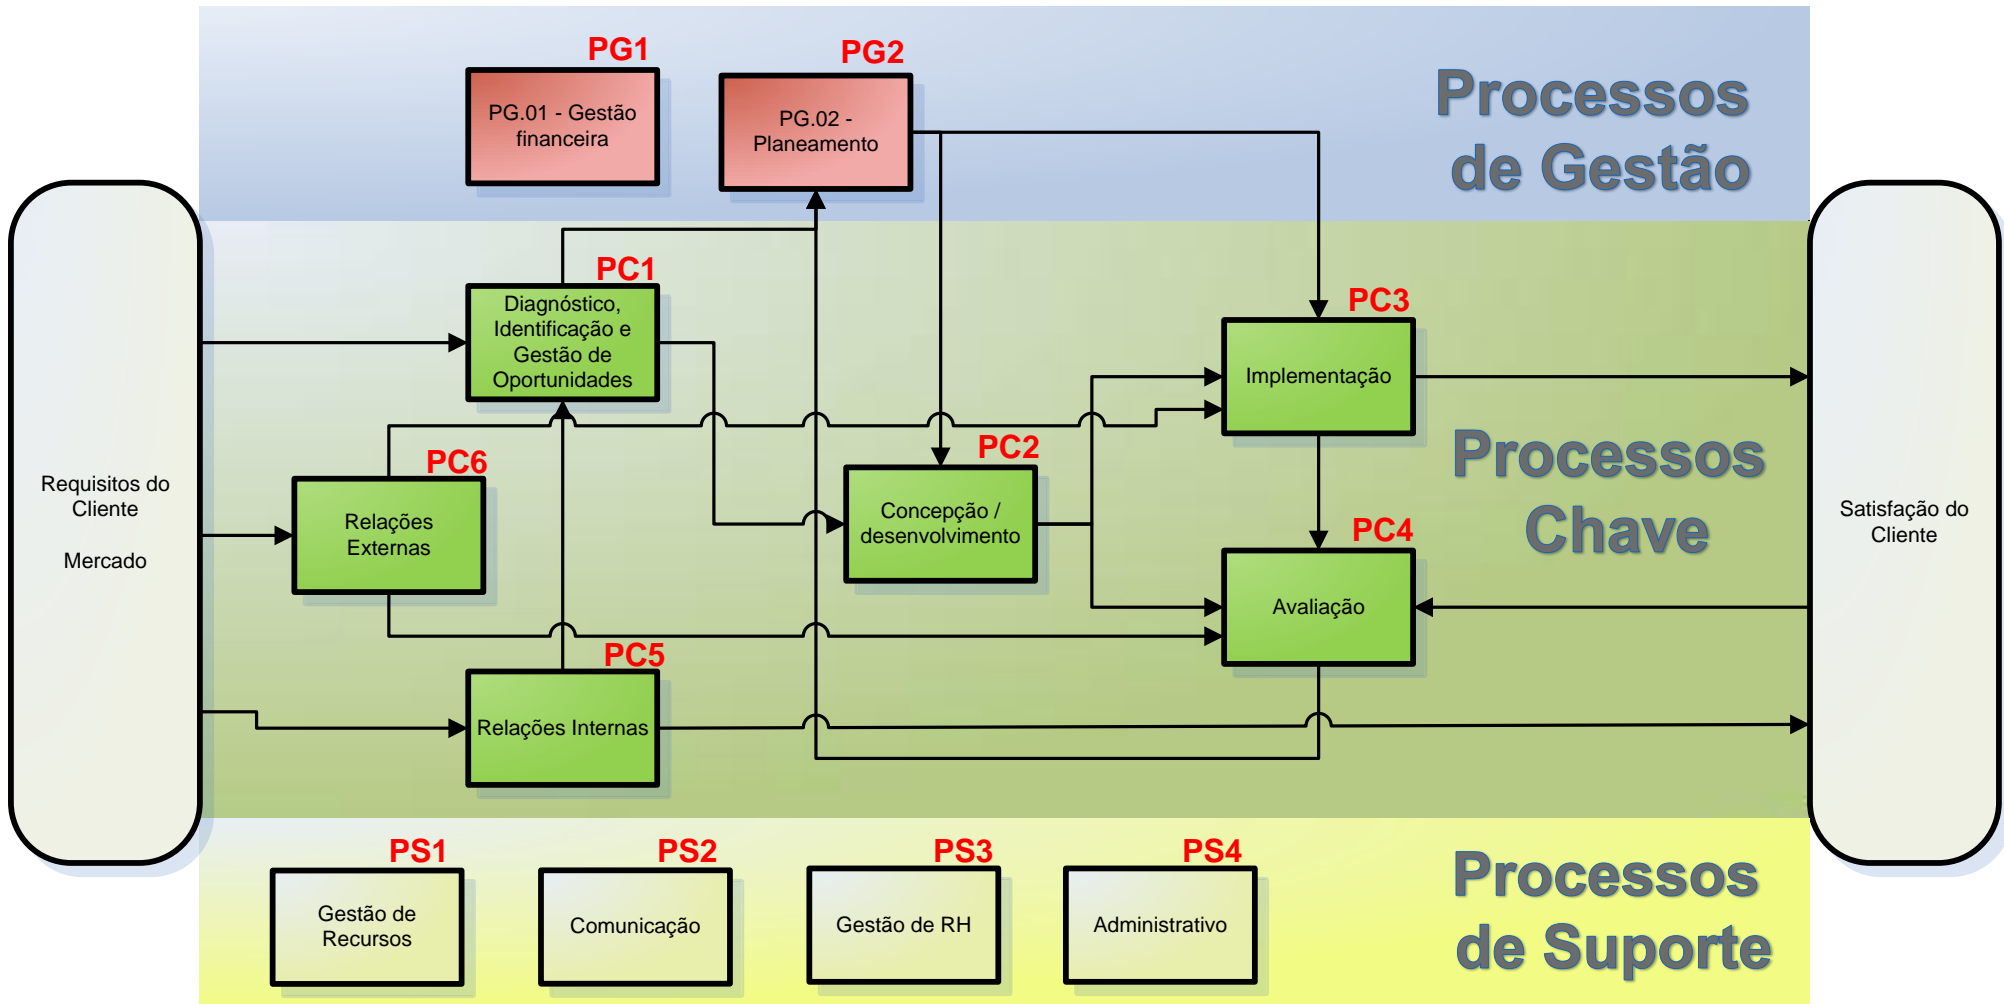 PG1
PG.01 - Gestão
financeira
PG2
PG.02 -
Planeamento
Processos
de Gestão
Requisitos do
Cliente
Mercado
PC1
Diagnóstico,
Identificação e
Gestão de
Oportunidades
PC6
Relações
Externas
PC5
Relações Internas
PC2
Concepção /
desenvolvimento
PC3
Implementação
PC4
Avaliação
Processos
Chave
Satisfação do
Cliente
PS1
Gestão de
Recursos
PS2
Comunicação
PS3
Gestão de RH
PS4
Administrativo
Processos
de Suporte